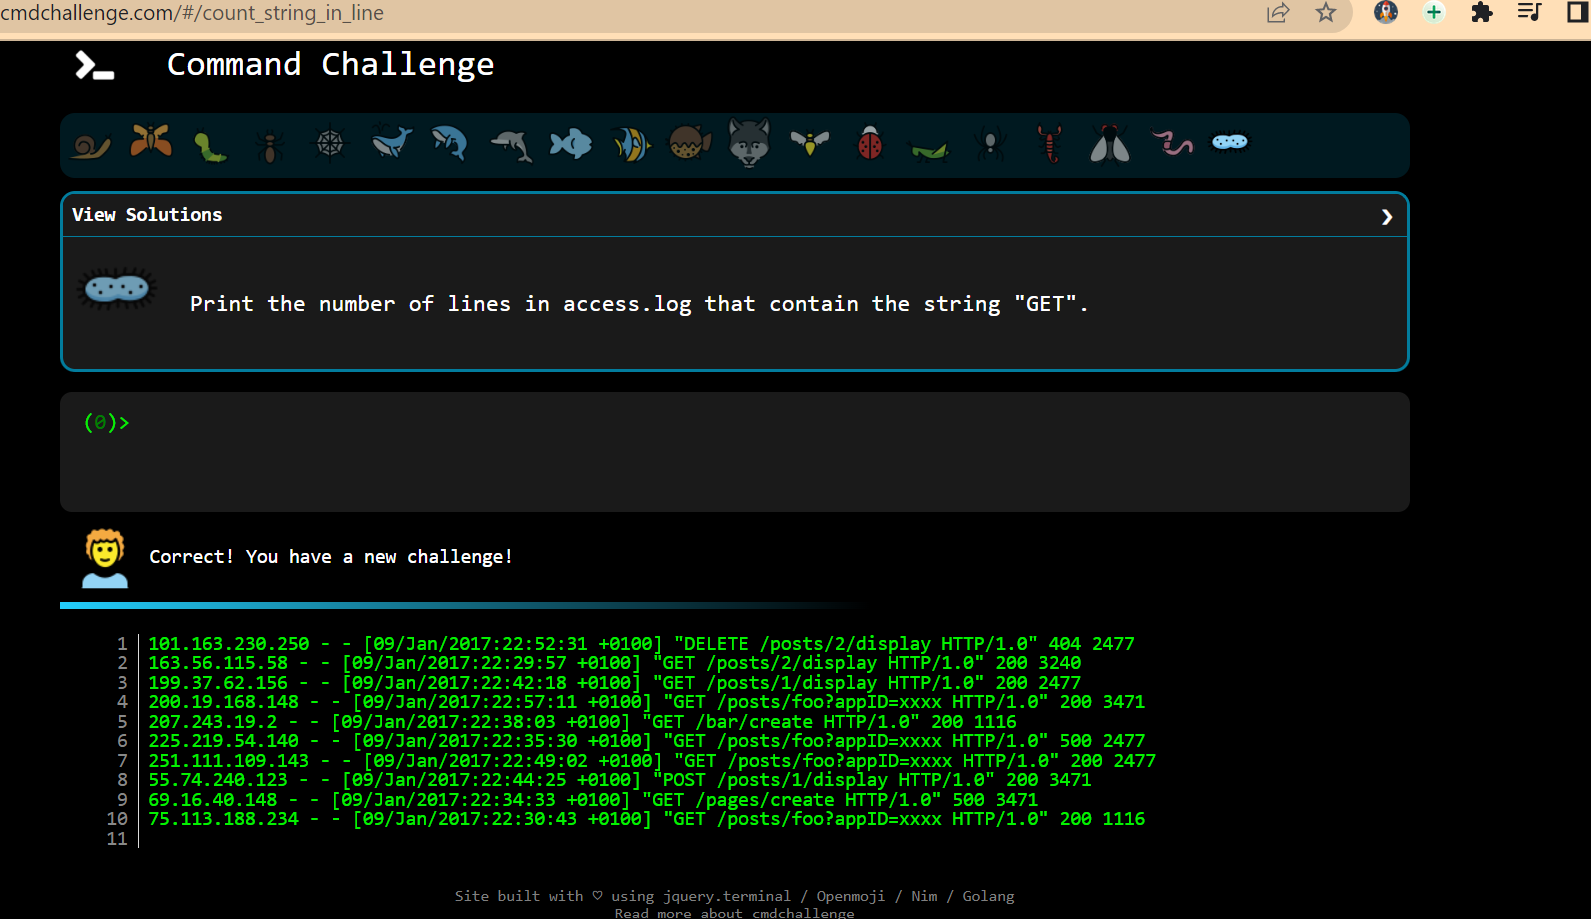 cmdchallenge.com/#/count_string_in_line
Command Challenge
View Solutions
Print the number of lines in access.log that contain the string "GET".
(0)>
Correct! You have a new challenge!
1 101.163.230.250 - - [09/Jan/2017:22:52:31 +0100] "DELETE /posts/2/display HTTP/1.0" 404 2477
2 163.56.115.58 - - [09/Jan/2017:22:29:57 +0100] "GET /posts/2/display HTTP/1.0" 200 3240
3 199.37.62.156 - - [09/Jan/2017:22:42:18 +0100] "GET /posts/1/display HTTP/1.0" 200 2477
4 200.19.168.148 - - [09/Jan/2017:22:57:11 +0100] "GET /posts/foo?appID=xxxx HTTP/1.0" 200 3471
5 207.243.19.2 - - [09/Jan/2017:22:38:03 +0100] "GET /bar/create HTTP/1.0" 200 1116
6 225.219.54.140 - - [09/Jan/2017:22:35:30 +0100] "GET /posts/foo?appID=xxxx HTTP/1.0" 500 2477
7 251.111.109.143 - - [09/Jan/2017:22:49:02 +0100] "GET /posts/foo?appID=xxxx HTTP/1.0" 200 2477
8 55.74.240.123 - - [09/Jan/2017:22:44:25 +0100] "POST /posts/1/display HTTP/1.0" 200 3471
9 69.16.40.148 - - [09/Jan/2017:22:34:33 +0100] "GET /pages/create HTTP/1.0" 500 3471
10 75.113.188.234 - - [09/Jan/2017:22:30:43 +0100] "GET /posts/foo?appID=xxxx HTTP/1.0" 200 1116
11
Site built with ♡ using jquery.terminal / Openmoji / Nim / Golang
Read more about cmdchallenge